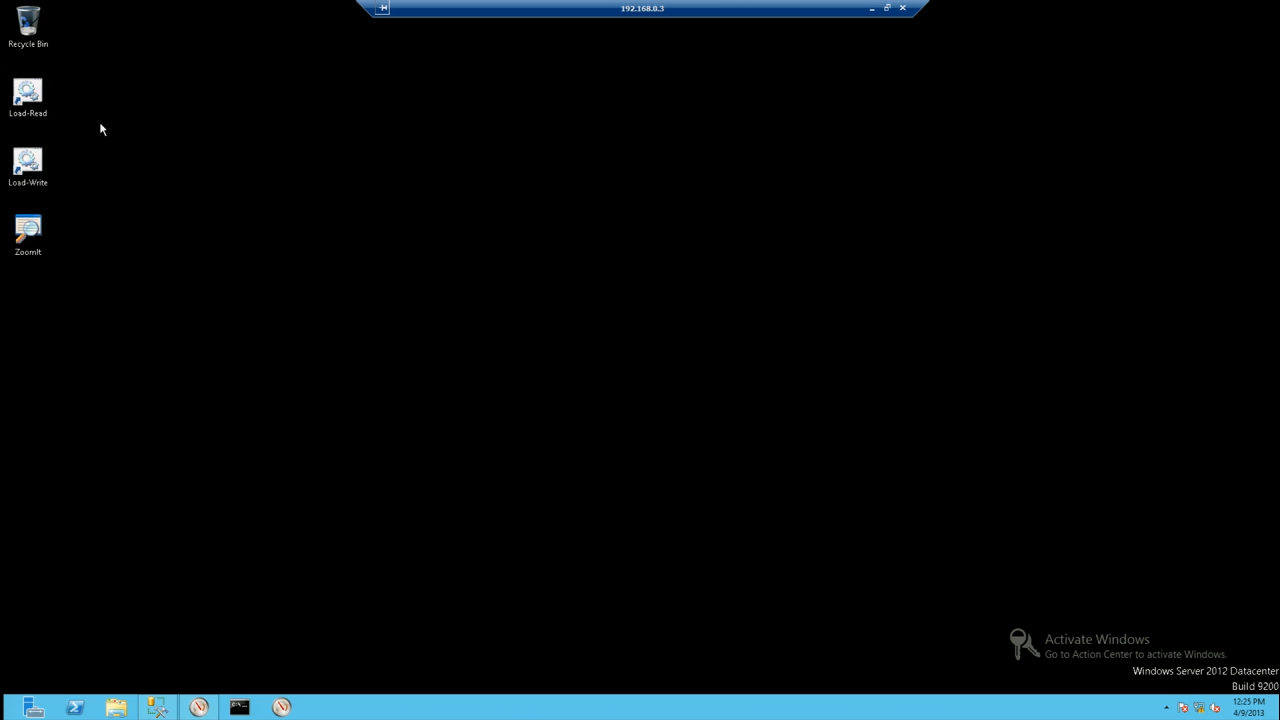 192.168.0.3
Recycle Bin
Load-Read
Load-Write
ZoomIt
Activate Windows
Go to Action Center to activate Windows.
Windows Server 2012 Datacenter
Build 9200
12:25 PM
4/9/2013